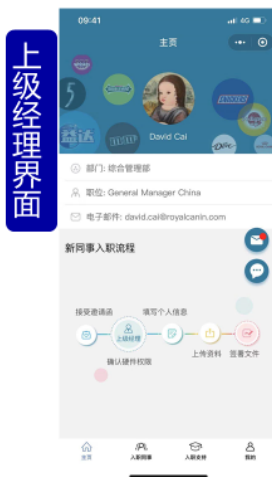 上级经理界面
09:41
4G
主页
益达
David Cai
部门: 综合管理部
职位: General Manager China
电子邮件: david.cai@royalcanin.com
新同事入职流程
接受邀请函
填写个人信息
上级经理
确认硬件权限
上传资料
签署文件
主页
入职同事
入职支持
我的